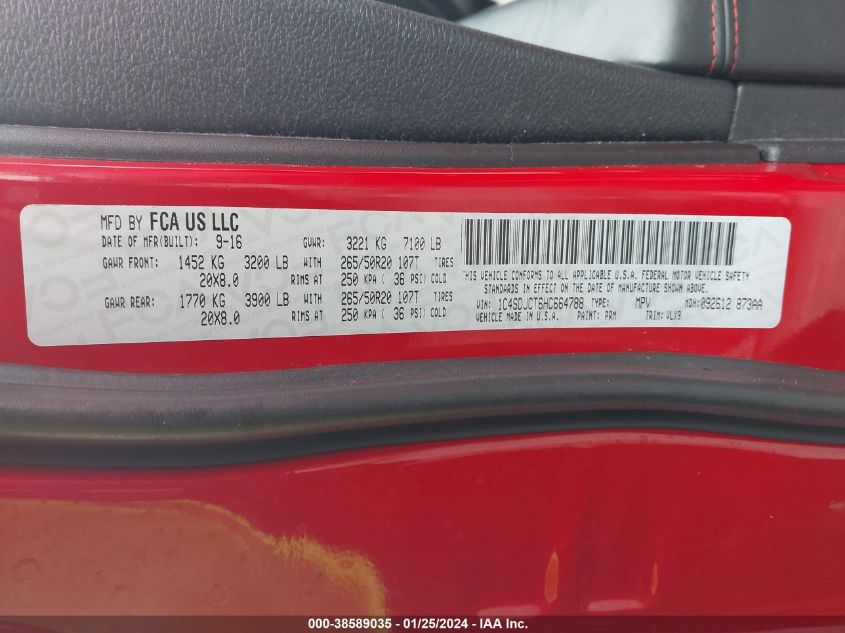 MFD BY FCA US LLC
DATE OF MFR(BUILT): 9-16 GVWR: 3221 KG 7100 LB
GAWR FRONT: 1452 KG 3200 LB WITH 265/50R20 107T TIRES
20X8.0 RIMS AT 250 KPA ( 36 PSI) COLD
GAWR REAR: 1770 KG 3900 LB WITH 265/50R20 107T TIRES
20X8.0 RIMS AT 250 KPA ( 36 PSI) COLD
THIS VEHICLE CONFORMS TO ALL APPLICABLE U.S.A. FEDERAL MOTOR VEHICLE SAFETY
STANDARDS IN EFFECT ON THE DATE OF MANUFACTURE SHOWN ABOVE.
VIN: 1C4SDJCT6HC664788 TYPE: MPV MDH:092612 873AA
VEHICLE MADE IN U.S.A. PAINT: PRM TRIM: VLX9
000-38589035 - 01/25/2024 - IAAI Inc.